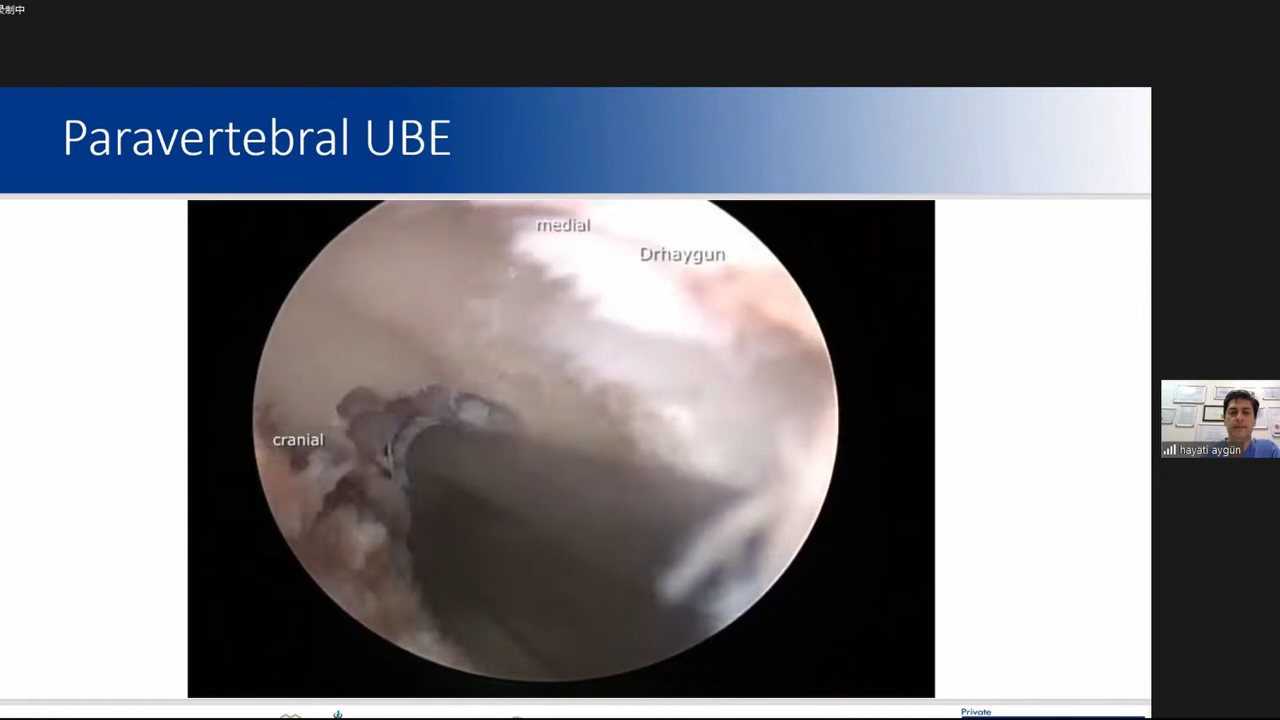 录制中
Paravertebral UBE
medial
Drhaygun
cranial
hayati aygün
Private